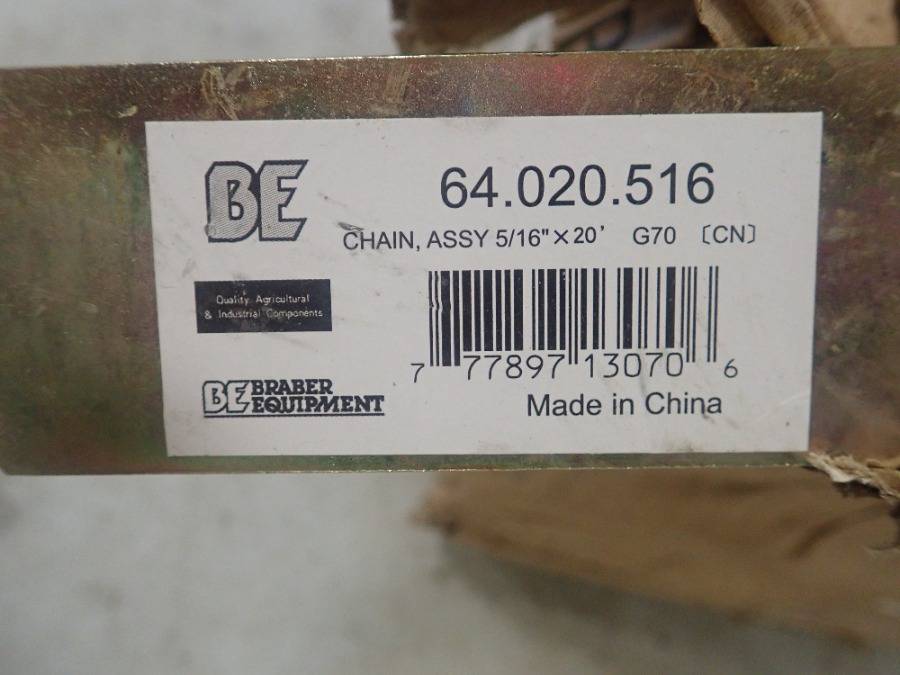 BE
64.020.516
CHAIN, ASSY 5/16"×20' G70 〔CN〕
Quality Agricultural
& Industrial Components
7 77897 13070 6
BE BRABER
EQUIPMENT
Made in China